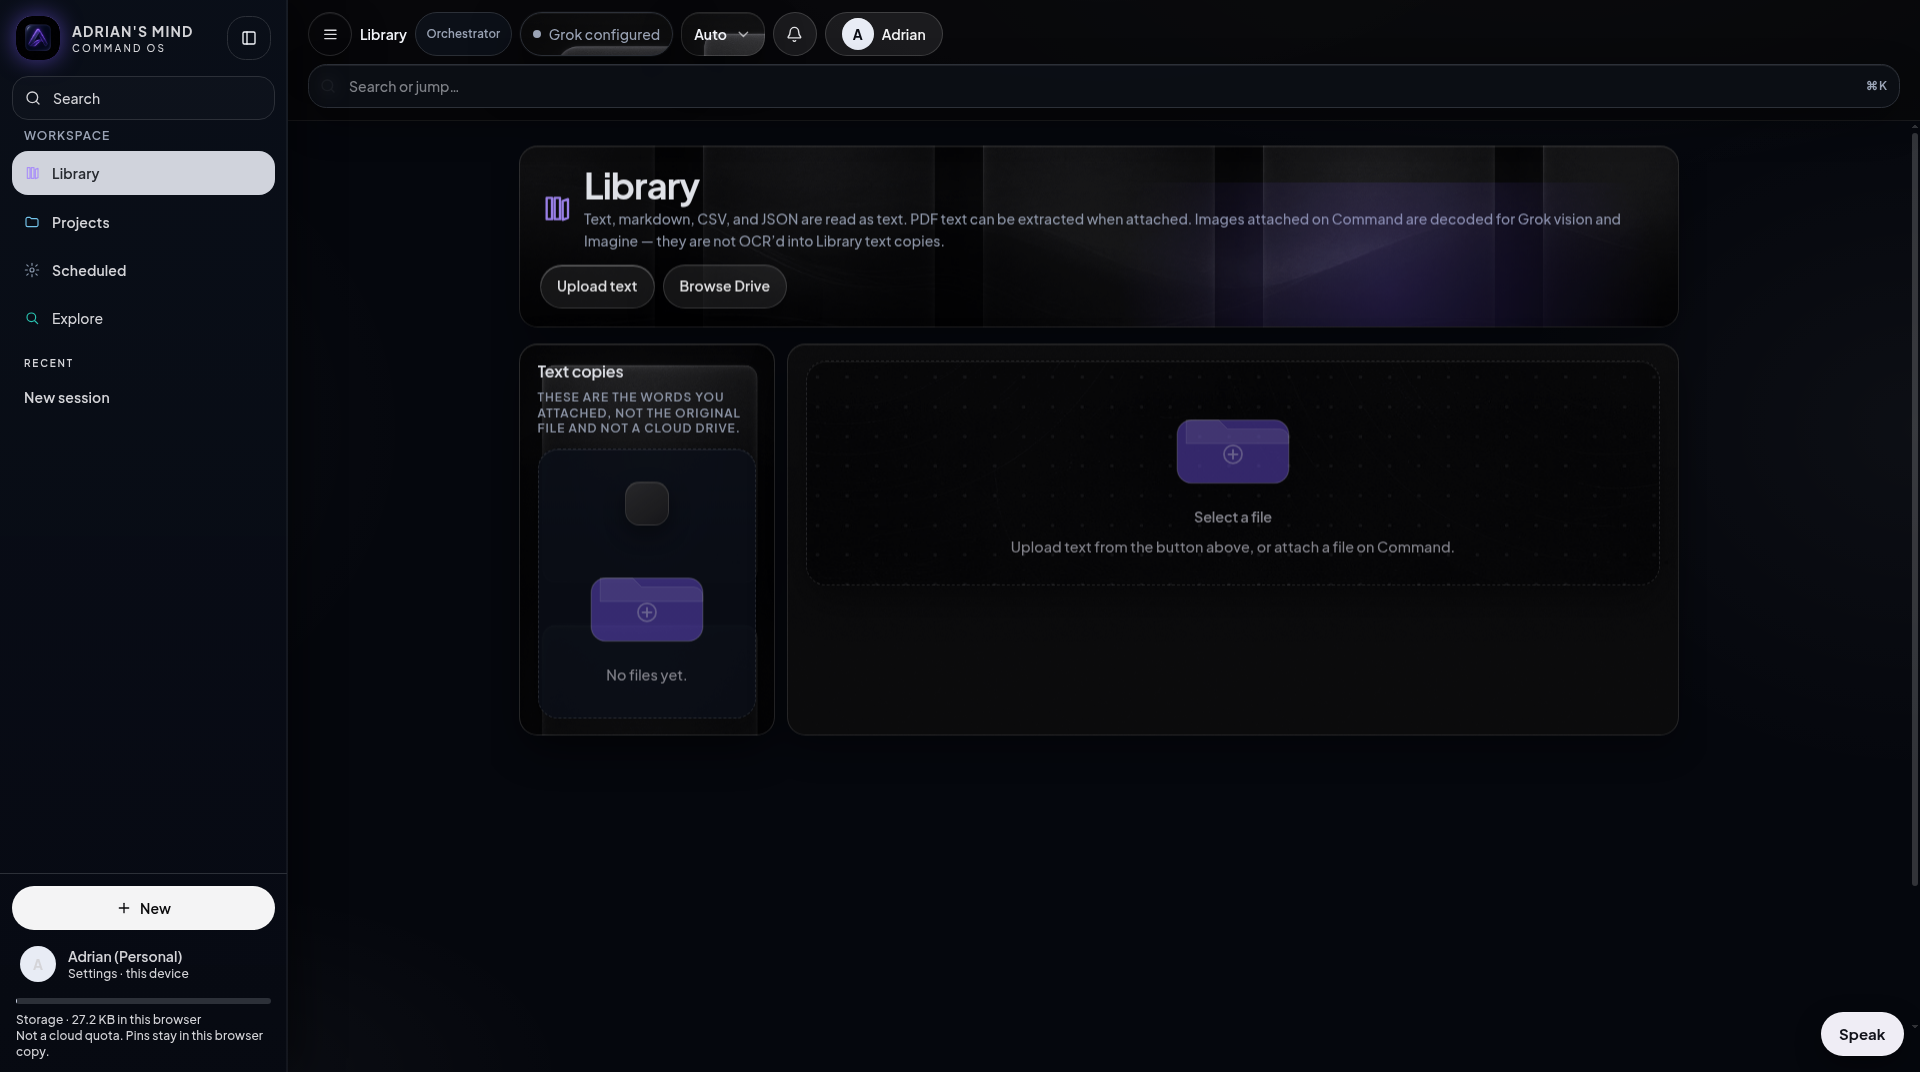 ADRIAN'S MIND
COMMAND OS
Search
WORKSPACE
Library
Projects
Scheduled
Explore
RECENT
New session
New
A
Adrian (Personal)
Settings · this device
Storage · 27.2 KB in this browser
Not a cloud quota. Pins stay in this browser
copy.
Library
Orchestrator
Grok configured
Auto
A
Adrian
Search or jump…
⌘K
Library
Text, markdown, CSV, and JSON are read as text. PDF text can be extracted when attached. Images attached on Command are decoded for Grok vision and
Imagine — they are not OCR'd into Library text copies.
Upload text
Browse Drive
Text copies
THESE ARE THE WORDS YOU
ATTACHED, NOT THE ORIGINAL
FILE AND NOT A CLOUD DRIVE.
No files yet.
Select a file
Upload text from the button above, or attach a file on Command.
Speak